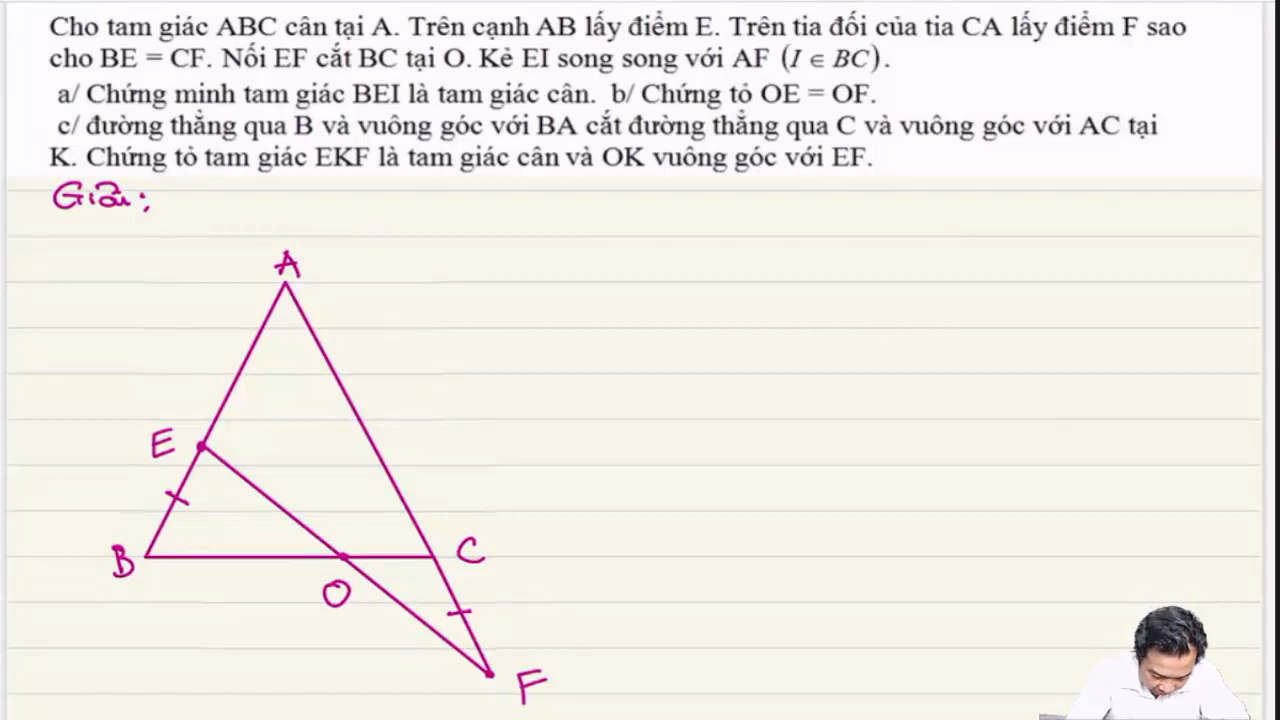 Cho tam giác ABC cân tại A. Trên cạnh AB lấy điểm E. Trên tia đối của tia CA lấy điểm F sao
cho BE = CF. Nối EF cắt BC tại O. Kẻ EI song song với AF (I ∈ BC).
a/ Chứng minh tam giác BEI là tam giác cân. b/ Chứng tỏ OE = OF.
c/ đường thẳng qua B và vuông góc với BA cắt đường thẳng qua C và vuông góc với AC tại
K. Chứng tỏ tam giác EKF là tam giác cân và OK vuông góc với EF.
Giải:
A
E
B
C
O
F